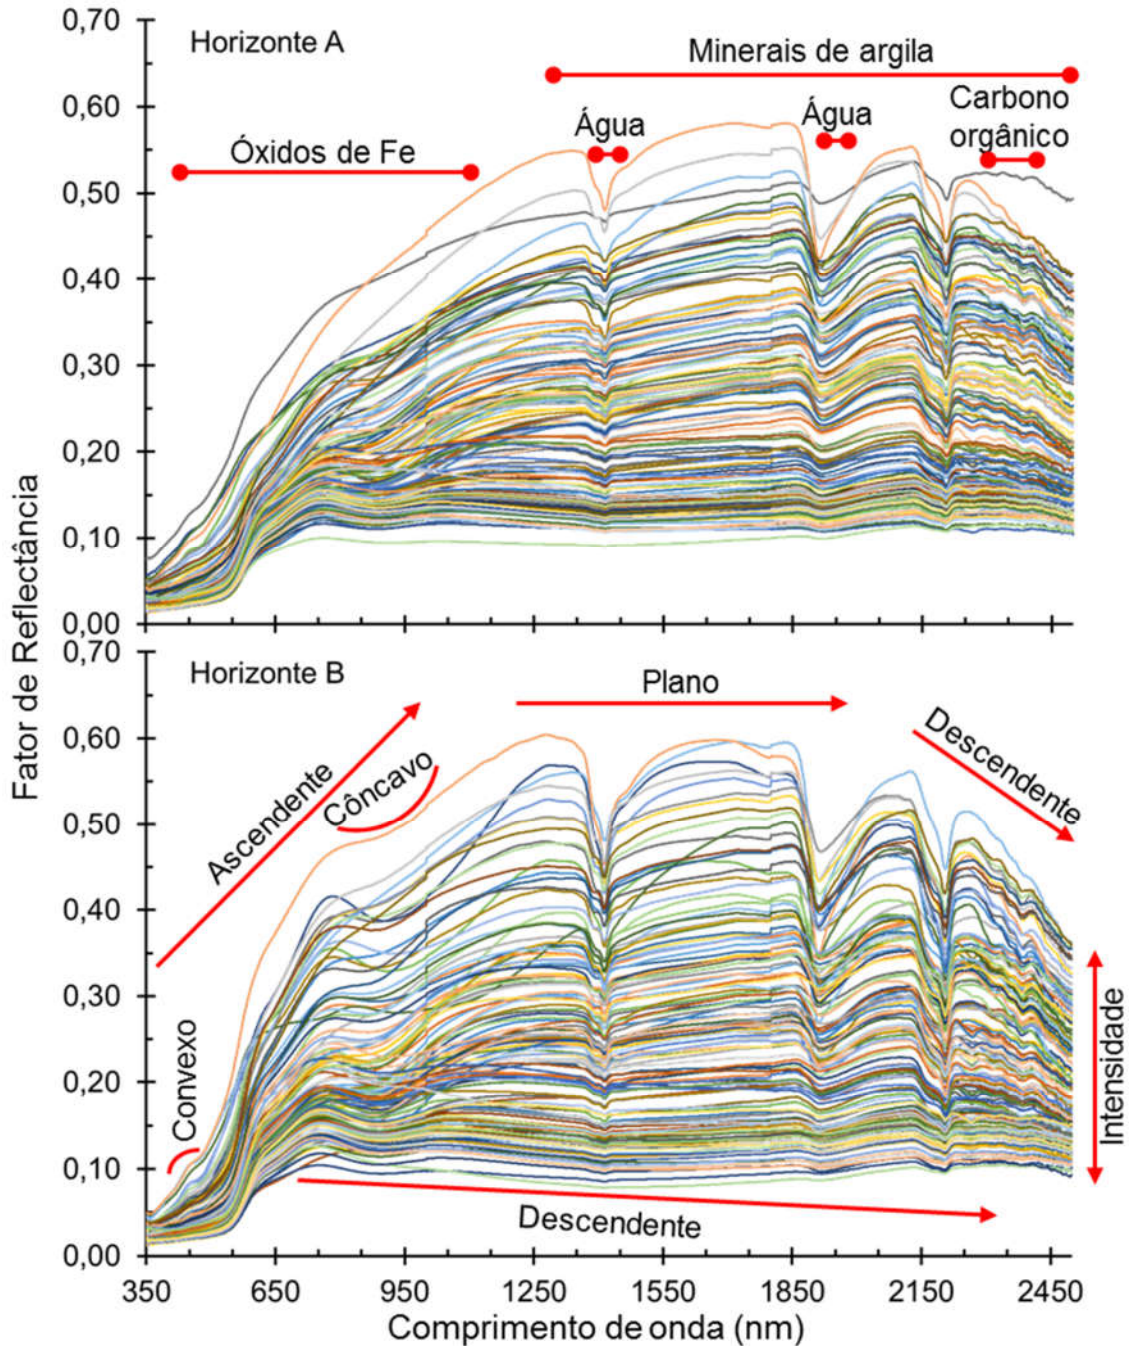 0,70
Horizonte A
Minerais de argila
0,60
Água
Água
Carbono
orgânico
Óxidos de Fe
0,50
0,40
0,30
0,20
0,10
0,00
Fator de Reflectância
0,70
Horizonte B
Plano
Descendente
0,60
Ascendente
Côncavo
0,50
0,40
0,30
Intensidade
0,20
Convexo
0,10
Descendente
0,00
350 650 950 1250 1550 1850 2150 2450
Comprimento de onda (nm)